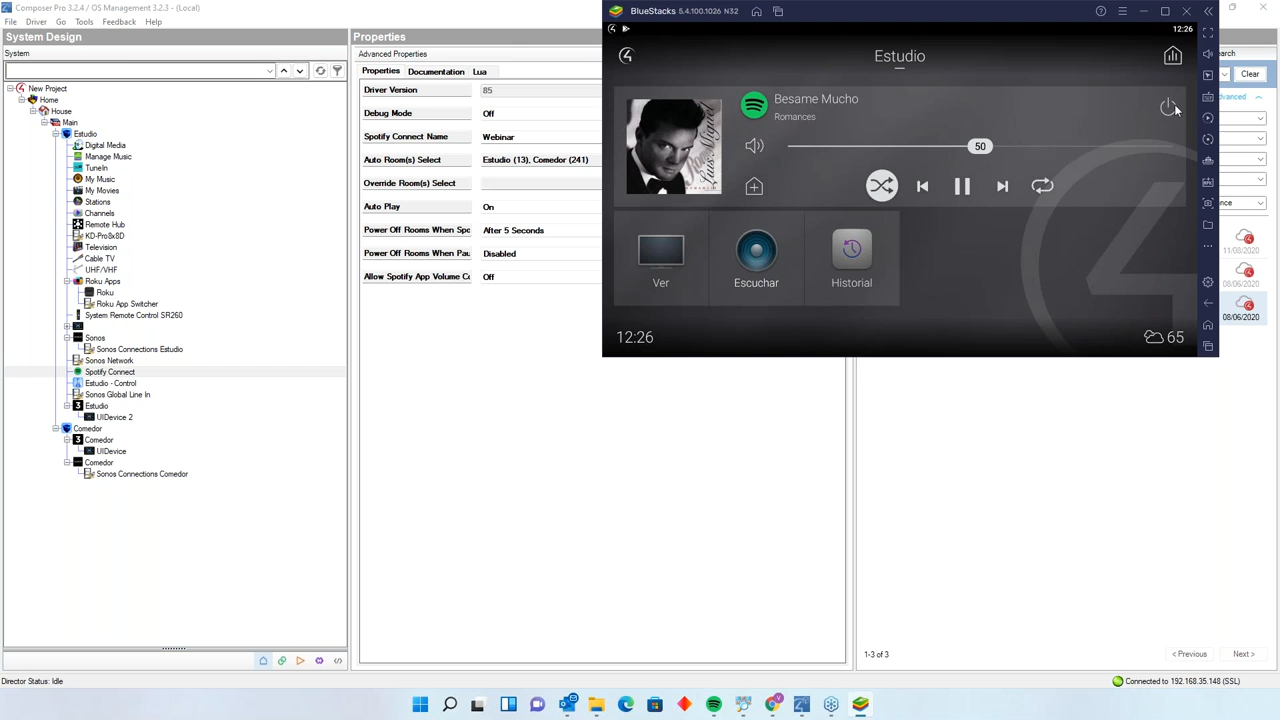 Composer Pro 3.2.4 / OS Management 3.2.3 - (Local)
File Driver Go Tools Feedback Help
System Design
System
New Project
Home
House
Main
Estudio
Digital Media
Manage Music
TuneIn
My Music
My Movies
Stations
Channels
Remote Hub
KD-Pro8x8D
Television
Cable TV
UHF/VHF
Roku Apps
Roku
Roku App Switcher
System Remote Control SR260
Sonos
Sonos Connections Estudio
Sonos Network
Spotify Connect
Estudio - Control
Sonos Global Line In
Estudio
UIDevice 2
Comedor
Comedor
UIDevice
Comedor
Sonos Connections Comedor
Director Status: Idle
Properties
Advanced Properties
Properties Documentation Lua
Driver Version 85
Debug Mode Off
Spotify Connect Name Webinar
Auto Room(s) Select Estudio (13), Comedor (241)
Override Room(s) Select
Auto Play On
Power Off Rooms When Spo After 5 Seconds
Power Off Rooms When Pau Disabled
Allow Spotify App Volume Co Off
BlueStacks 5.4.100.1026 N32
12:26
Estudio
Besame Mucho
Romances
50
Ver
Escuchar
Historial
12:26
65
earch
Clear
dvanced
nce
11/08/2020
08/06/2020
08/06/2020
1-3 of 3
< Previous Next >
Connected to 192.168.35.148 (SSL)